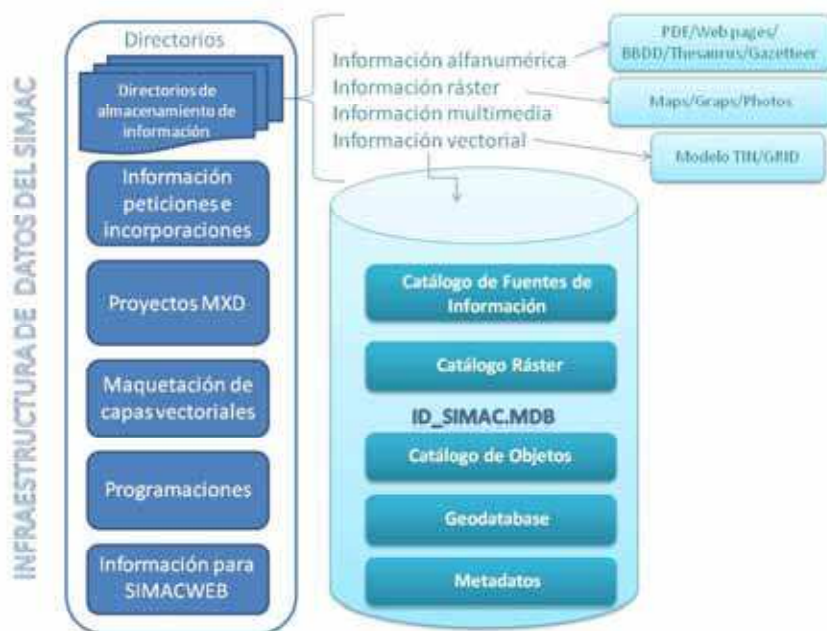 INFRAESTRUCTURA DE DATOS DEL SIMAC
Directorios
Directorios de
almacenamiento de
información
Información
peticiones e
incorporaciones
Proyectos MXD
Maquetación de
capas vectoriales
Programaciones
Información para
SIMACWEB
Información alfanumérica
Información ráster
Información multimedia
Información vectorial
PDF/Web pages/
BBDD/Thesaurus/Gazetteer
Maps/Graps/Photos
Modelo TIN/GRID
Catálogo de Fuentes de
Información
Catálogo Ráster
ID_SIMAC.MDB
Catálogo de Objetos
Geodatabase
Metadatos